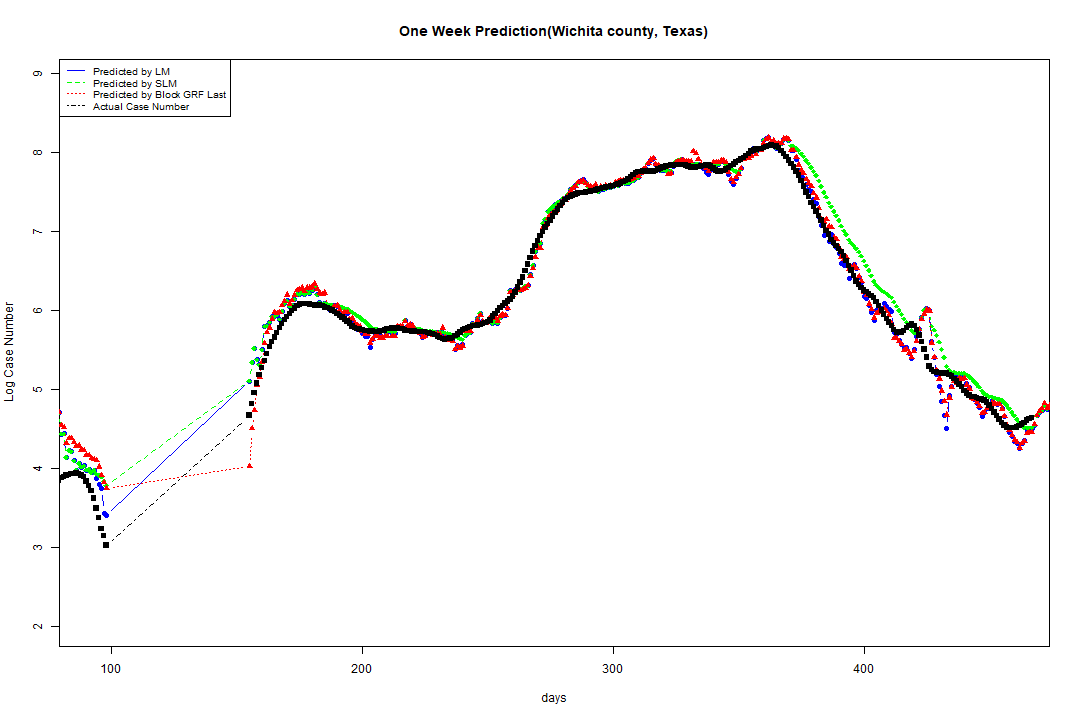 One Week Prediction(Wichita county, Texas)
Predicted by LM
Predicted by SLM
Predicted by Block GRF Last
Actual Case Number
9
8
7
6
5
4
3
2
Log Case Number
100 200 300 400
days